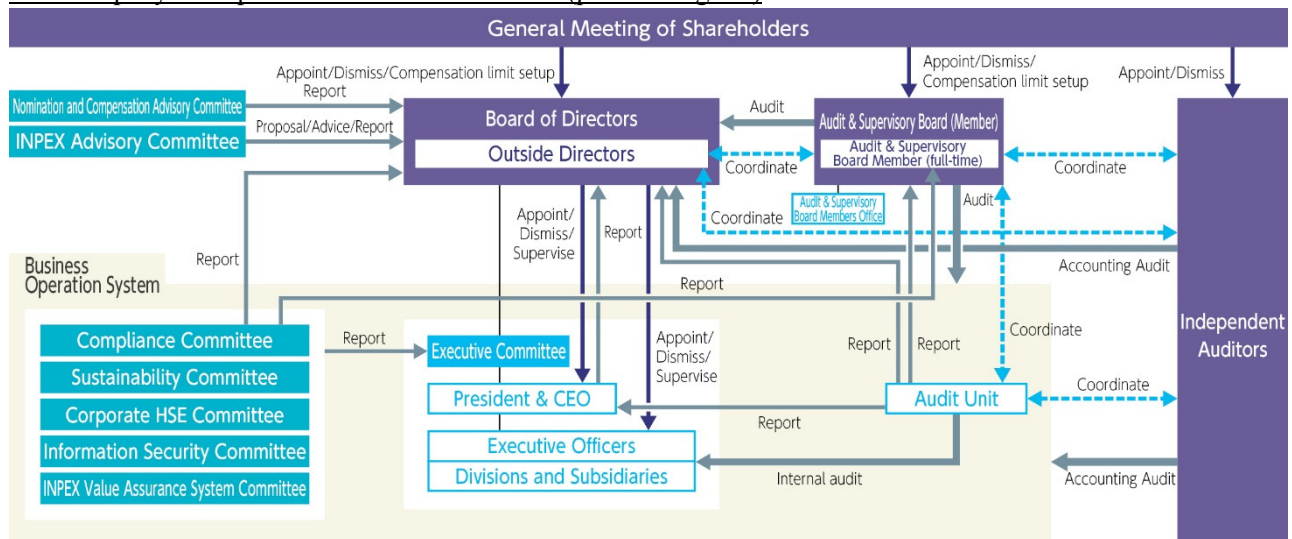 General Meeting of Shareholders
Appoint/Dismiss/Compensation limit setup
Report
Appoint/Dismiss/
Compensation limit setup
Appoint/Dismiss
Nomination and Compensation Advisory Committee
INPEX Advisory Committee
Proposal/Advice/Report
Board of Directors
Outside Directors
Audit
Audit & Supervisory Board (Member)
Audit & Supervisory
Board Member (full-time)
Coordinate
Coordinate
Audit & Supervisory
Board Members Office
Audit
Coordinate
Appoint/
Dismiss/
Supervise
Report
Report
Accounting Audit
Business
Operation System
Report
Compliance Committee
Sustainability Committee
Corporate HSE Committee
Information Security Committee
INPEX Value Assurance System Committee
Report
Executive Committee
Appoint/
Dismiss/
Supervise
Report
Report
Coordinate
Independent
Auditors
President & CEO
Report
Audit Unit
Coordinate
Executive Officers
Divisions and Subsidiaries
Internal audit
Accounting Audit